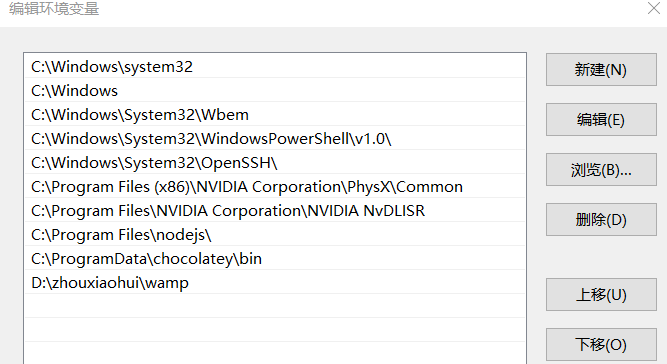 编辑环境变量
C:\Windows\system32
C:\Windows
C:\Windows\System32\Wbem
C:\Windows\System32\WindowsPowerShell\v1.0\
C:\Windows\System32\OpenSSH\
C:\Program Files (x86)\NVIDIA Corporation\PhysX\Common
C:\Program Files\NVIDIA Corporation\NVIDIA NvDLISR
C:\Program Files\nodejs\
C:\ProgramData\chocolatey\bin
D:\zhouxiaohui\wamp
新建(N)
编辑(E)
浏览(B)...
删除(D)
上移(U)
下移(O)